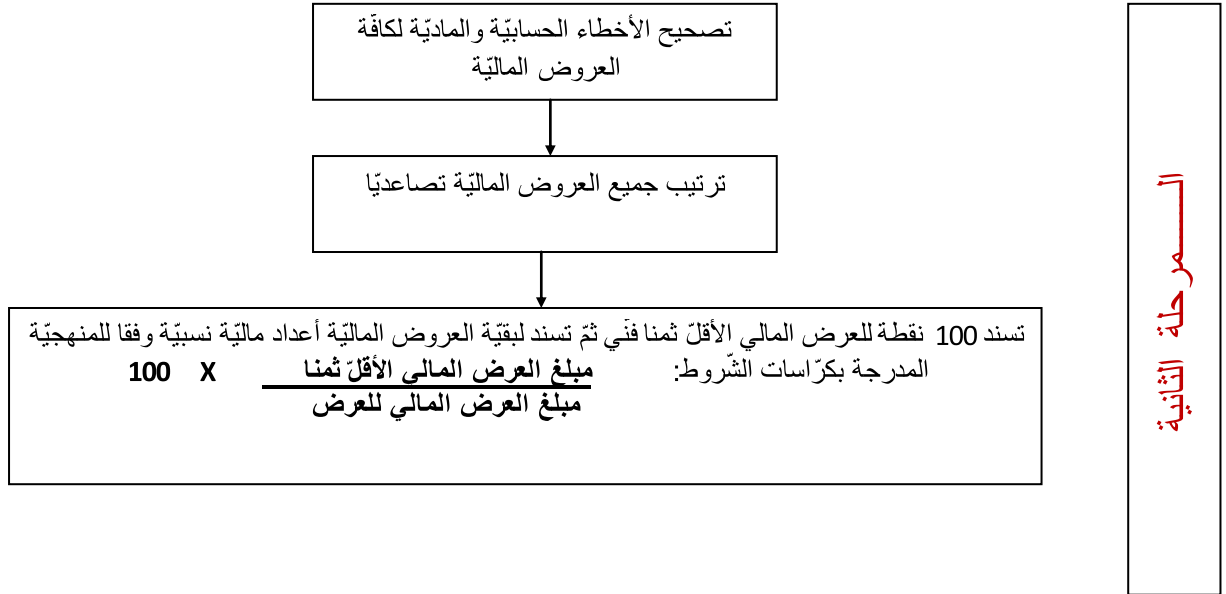 تصحيح الأخطاء الحسابيّة والماديّة لكافّة
العروض الماليّة
ترتيب جميع العروض الماليّة تصاعديّا
تسند 100 نقطة للعرض المالي الأقلّ ثمنا فنّي ثمّ تسند لبقيّة العروض الماليّة أعداد ماليّة نسبيّة وفقا للمنهجيّة
المدرجة بكرّاسات الشّروط: مبلغ العرض المالي الأقلّ ثمنا X 100
مبلغ العرض المالي للعرض
المـــــرحلة الثانية